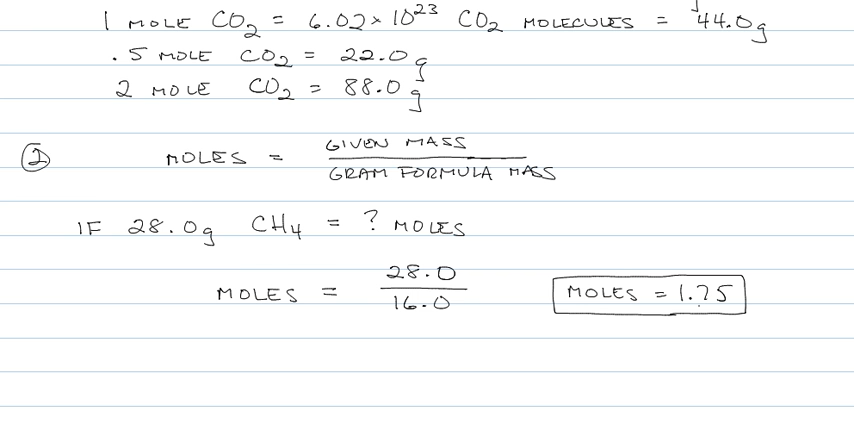 1 MOLE CO₂ = 6.02 × 10²³ CO₂ MOLECULES = 44.0g
.5 MOLE CO₂ = 22.0g
2 MOLE CO₂ = 88.0g
② MOLES = GIVEN MASS
GRAM FORMULA MASS
IF 28.0g CH₄ = ? MOLES
MOLES = 28.0
16.0
MOLES = 1.75